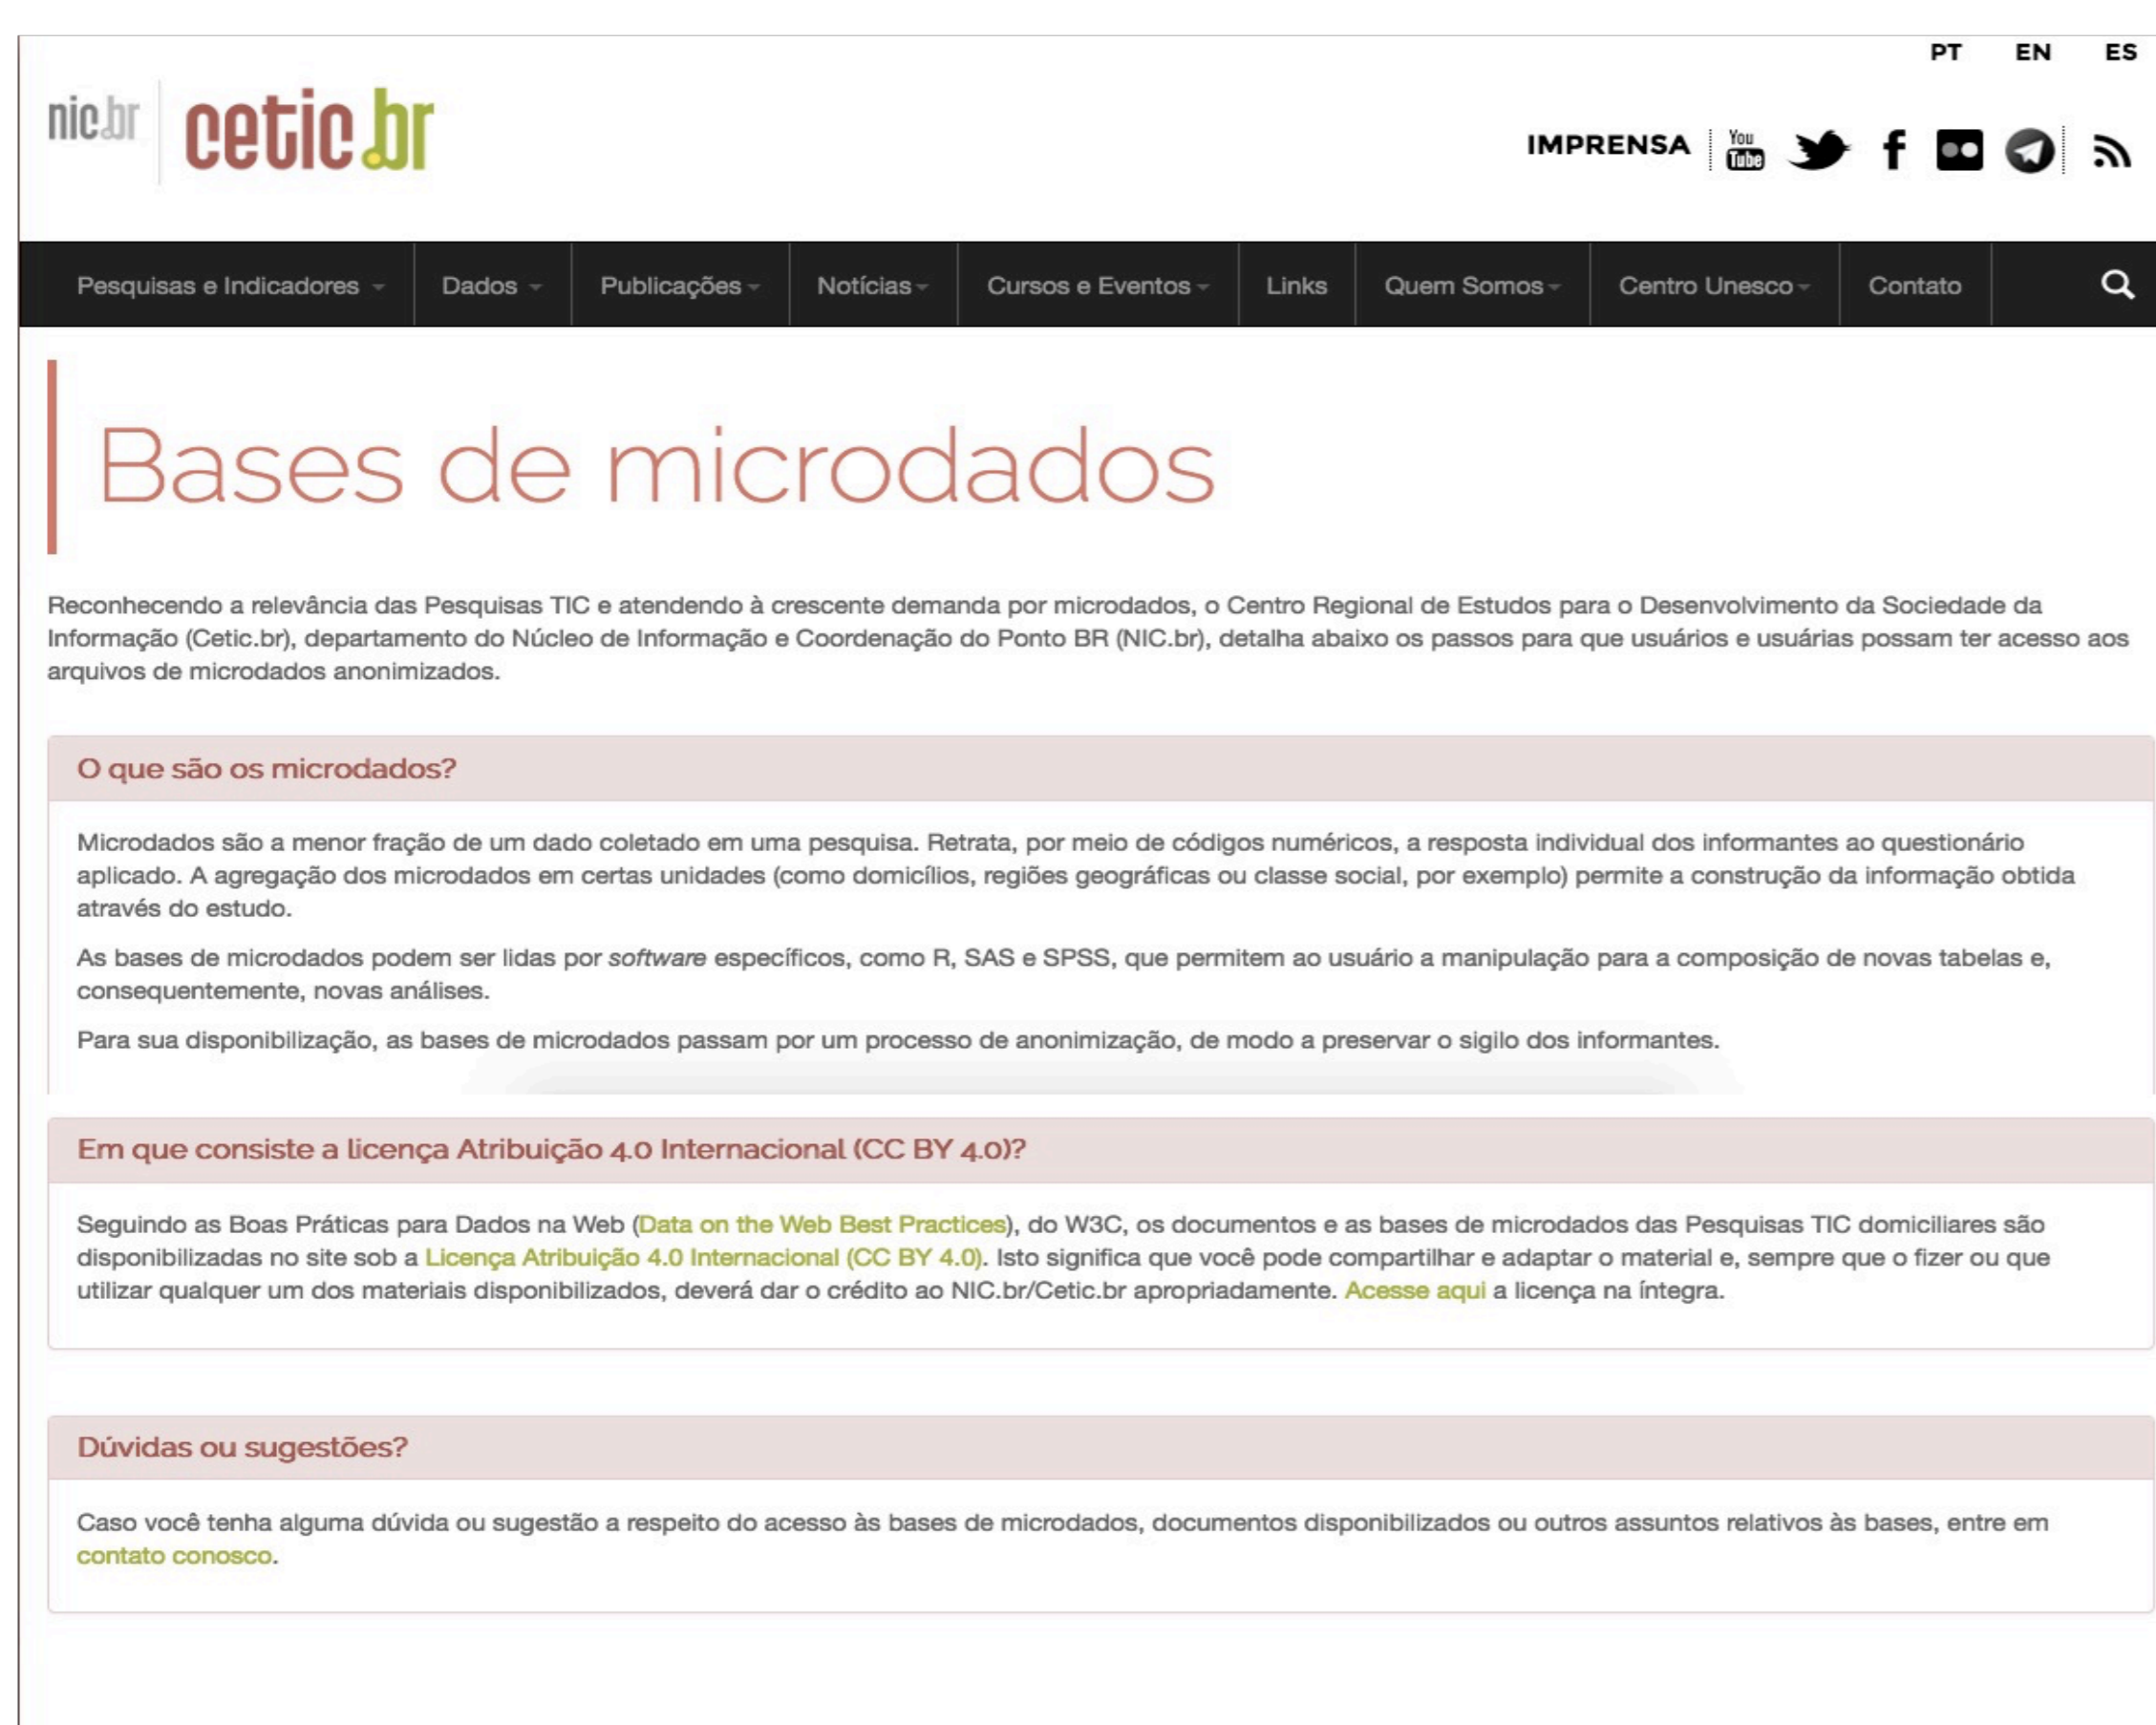 PT EN ES
nic.br cetic.br
IMPRENSA You Tube
Pesquisas e Indicadores Dados Publicações Notícias Cursos e Eventos Links Quem Somos Centro Unesco Contato
Bases de microdados
Reconhecendo a relevância das Pesquisas TIC e atendendo à crescente demanda por microdados, o Centro Regional de Estudos para o Desenvolvimento da Sociedade da
Informação (Cetic.br), departamento do Núcleo de Informação e Coordenação do Ponto BR (NIC.br), detalha abaixo os passos para que usuários e usuárias possam ter acesso aos
arquivos de microdados anonimizados.
O que são os microdados?
Microdados são a menor fração de um dado coletado em uma pesquisa. Retrata, por meio de códigos numéricos, a resposta individual dos informantes ao questionário
aplicado. A agregação dos microdados em certas unidades (como domicílios, regiões geográficas ou classe social, por exemplo) permite a construção da informação obtida
através do estudo.
As bases de microdados podem ser lidas por software específicos, como R, SAS e SPSS, que permitem ao usuário a manipulação para a composição de novas tabelas e,
consequentemente, novas análises.
Para sua disponibilização, as bases de microdados passam por um processo de anonimização, de modo a preservar o sigilo dos informantes.
Em que consiste a licença Atribuição 4.0 Internacional (CC BY 4.0)?
Seguindo as Boas Práticas para Dados na Web (Data on the Web Best Practices), do W3C, os documentos e as bases de microdados das Pesquisas TIC domiciliares são
disponibilizadas no site sob a Licença Atribuição 4.0 Internacional (CC BY 4.0). Isto significa que você pode compartilhar e adaptar o material e, sempre que o fizer ou que
utilizar qualquer um dos materiais disponibilizados, deverá dar o crédito ao NIC.br/Cetic.br apropriadamente. Acesse aqui a licença na íntegra.
Dúvidas ou sugestões?
Caso você tenha alguma dúvida ou sugestão a respeito do acesso às bases de microdados, documentos disponibilizados ou outros assuntos relativos às bases, entre em
contato conosco.